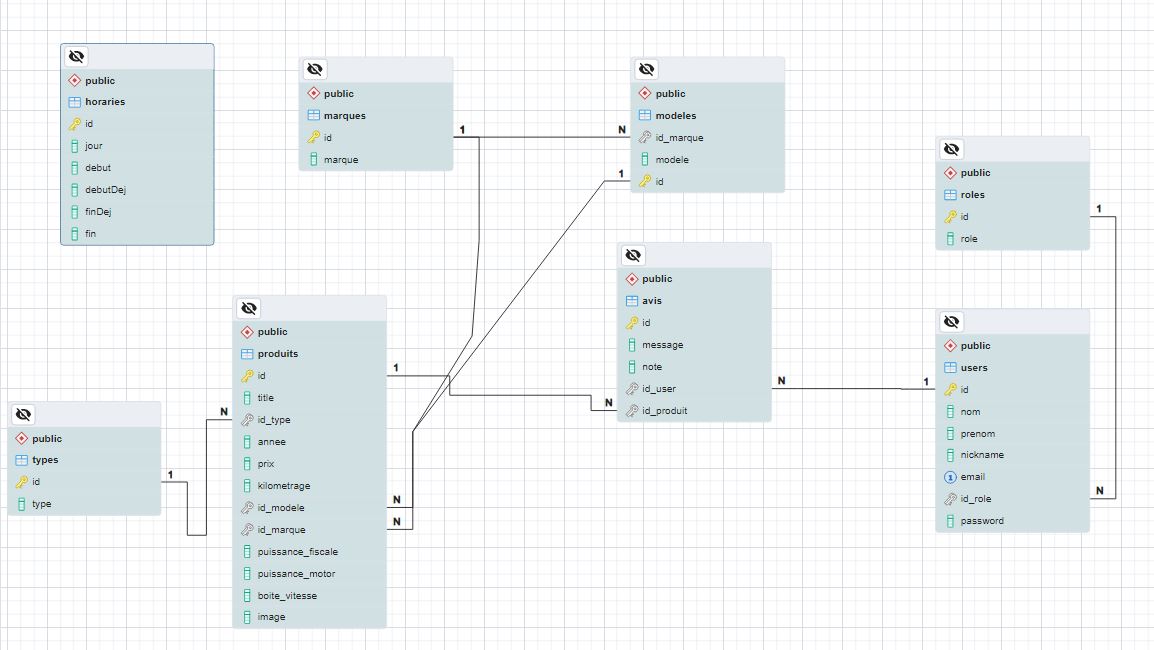 public
horaries
id
jour
debut
debutDej
finDej
fin
public
marques
id
marque
1
N
public
modeles
id_marque
modele
id
1
public
roles
id
role
1
public
avis
id
message
note
id_user
id_produit
N
1
N
public
users
id
nom
prenom
nickname
email
id_role
password
N
public
produits
id
title
id_type
annee
prix
kilometrage
id_modele
id_marque
puissance_fiscale
puissance_motor
boite_vitesse
image
1
N
N
N
public
types
id
type
1